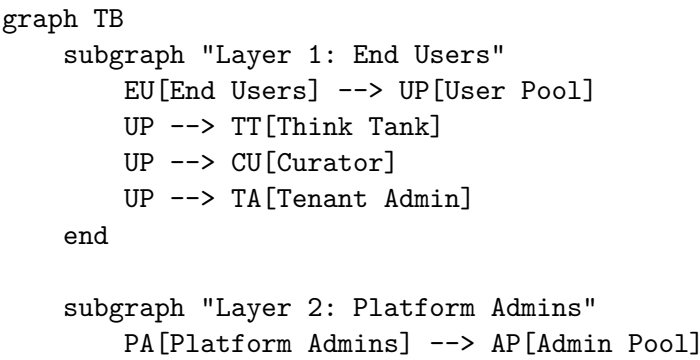 graph TB
    subgraph "Layer 1: End Users"
        EU[End Users] --> UP[User Pool]
        UP --> TT[Think Tank]
        UP --> CU[Curator]
        UP --> TA[Tenant Admin]
    end

    subgraph "Layer 2: Platform Admins"
        PA[Platform Admins] --> AP[Admin Pool]